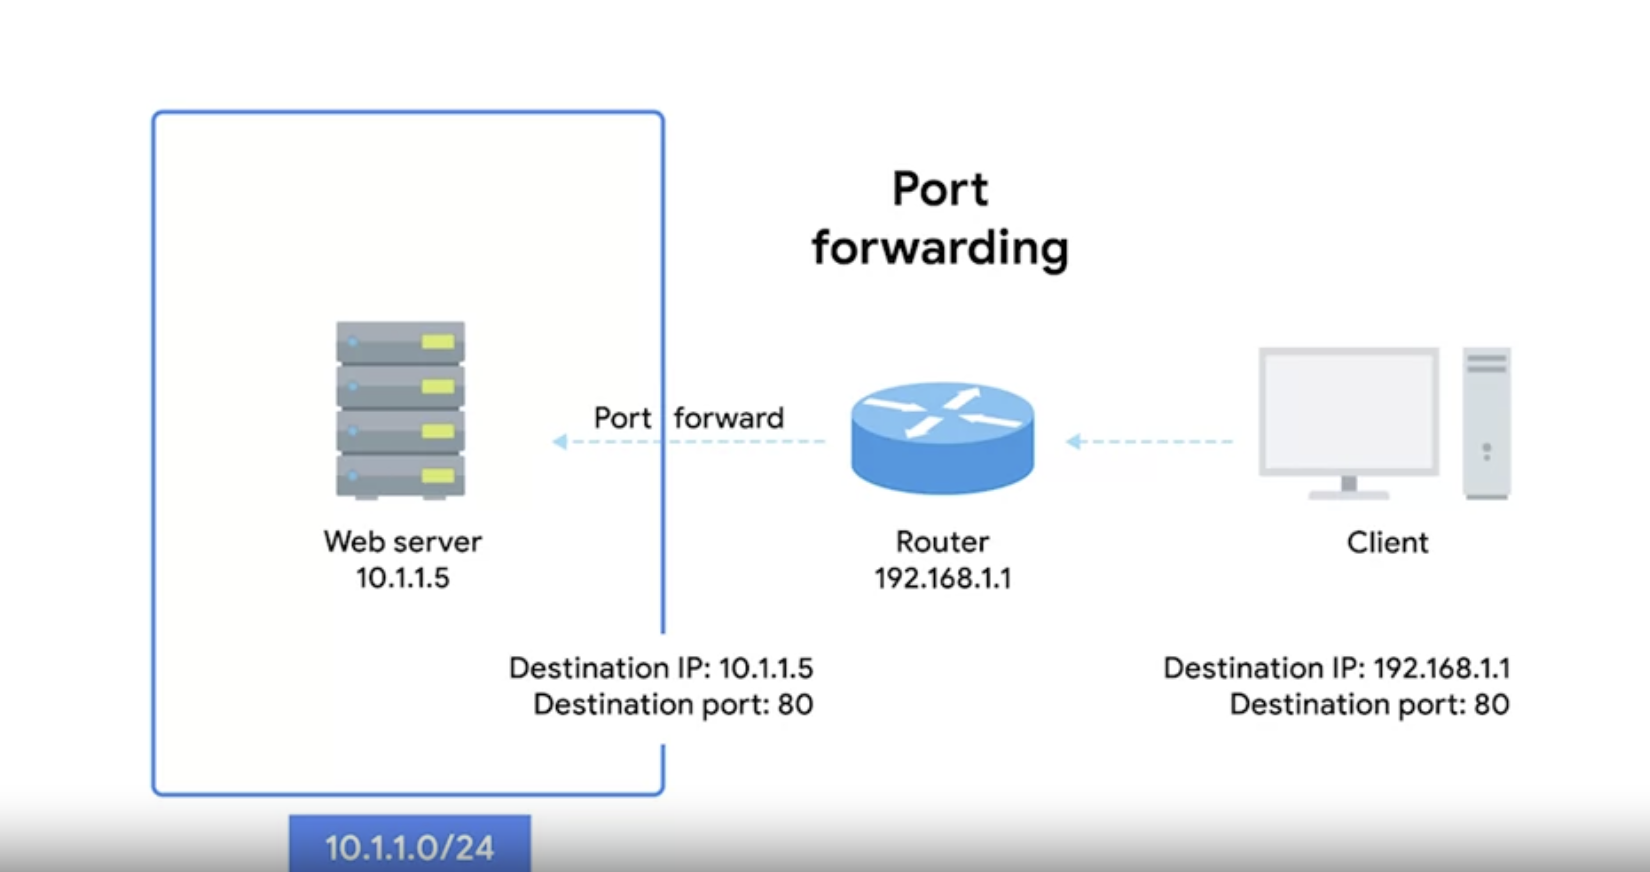 Port
forwarding
Port forward
Web server
10.1.1.5
Router
192.168.1.1
Client
Destination IP: 10.1.1.5
Destination port: 80
Destination IP: 192.168.1.1
Destination port: 80
10.1.1.0/24